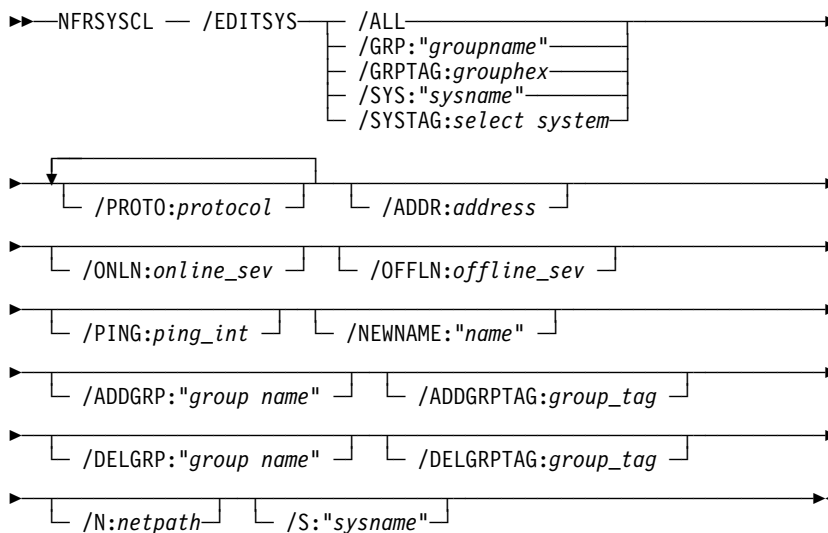 NFRSYSCL /EDITSYS /ALL
/GRP:"groupname"
/GRPTAG:grouphex
/SYS:"sysname"
/SYSTAG:select system
/PROTO:protocol /ADDR:address
/ONLN:online_sev /OFFLN:offline_sev
/PING:ping_int /NEWNAME:"name"
/ADDGRP:"group name" /ADDGRPTAG:group_tag
/DELGRP:"group name" /DELGRPTAG:group_tag
/N:netpath /S:"sysname"